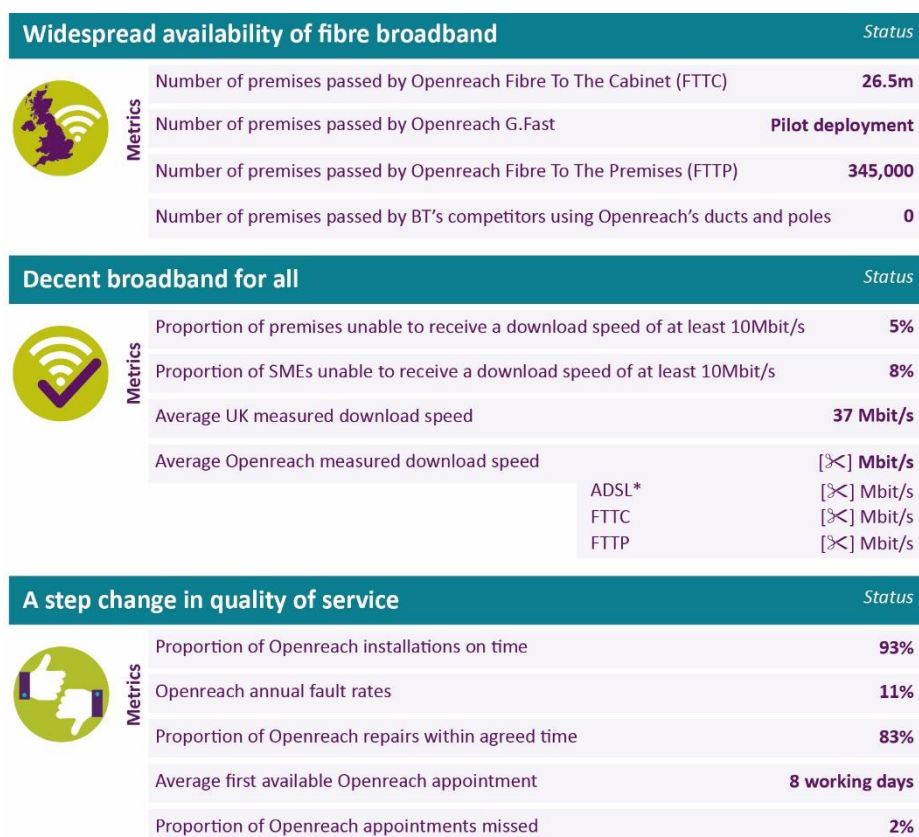 Widespread availability of fibre broadband Status
Metrics
Number of premises passed by Openreach Fibre To The Cabinet (FTTC) 26.5m
Number of premises passed by Openreach G.Fast Pilot deployment
Number of premises passed by Openreach Fibre To The Premises (FTTP) 345,000
Number of premises passed by BT's competitors using Openreach's ducts and poles 0
Decent broadband for all Status
Metrics
Proportion of premises unable to receive a download speed of at least 10Mbit/s 5%
Proportion of SMEs unable to receive a download speed of at least 10Mbit/s 8%
Average UK measured download speed 37 Mbit/s
Average Openreach measured download speed [✂] Mbit/s
ADSL* [✂] Mbit/s
FTTC [✂] Mbit/s
FTTP [✂] Mbit/s
A step change in quality of service Status
Metrics
Proportion of Openreach installations on time 93%
Openreach annual fault rates 11%
Proportion of Openreach repairs within agreed time 83%
Average first available Openreach appointment 8 working days
Proportion of Openreach appointments missed 2%